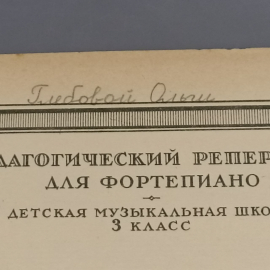 Глебовой Ольги
ДАГОГИЧЕСКИЙ РЕПЕР
ДЛЯ ФОРТЕПИАНО
ДЕТСКАЯ МУЗЫКАЛЬНАЯ ШКО
3 КЛАСС